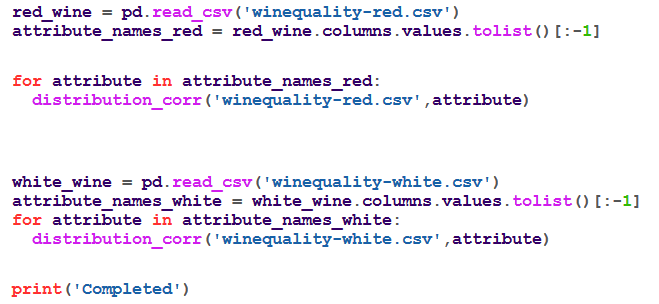 red_wine = pd.read_csv('winequality-red.csv')
attribute_names_red = red_wine.columns.values.tolist()[:-1]
for attribute in attribute_names_red:
  distribution_corr('winequality-red.csv',attribute)
white_wine = pd.read_csv('winequality-white.csv')
attribute_names_white = white_wine.columns.values.tolist()[:-1]
for attribute in attribute_names_white:
  distribution_corr('winequality-white.csv',attribute)
print('Completed')